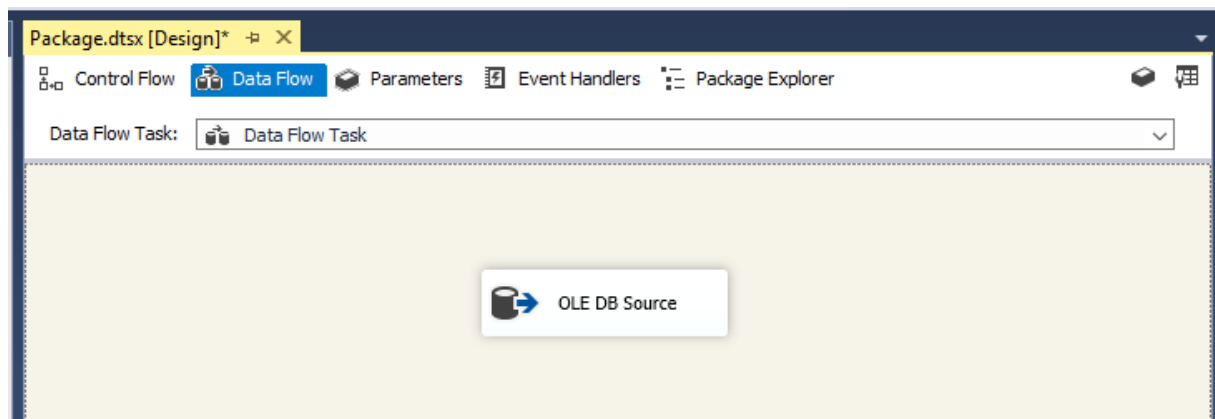 Package.dtsx [Design]*
Control Flow Data Flow Parameters Event Handlers Package Explorer
Data Flow Task: Data Flow Task
OLE DB Source